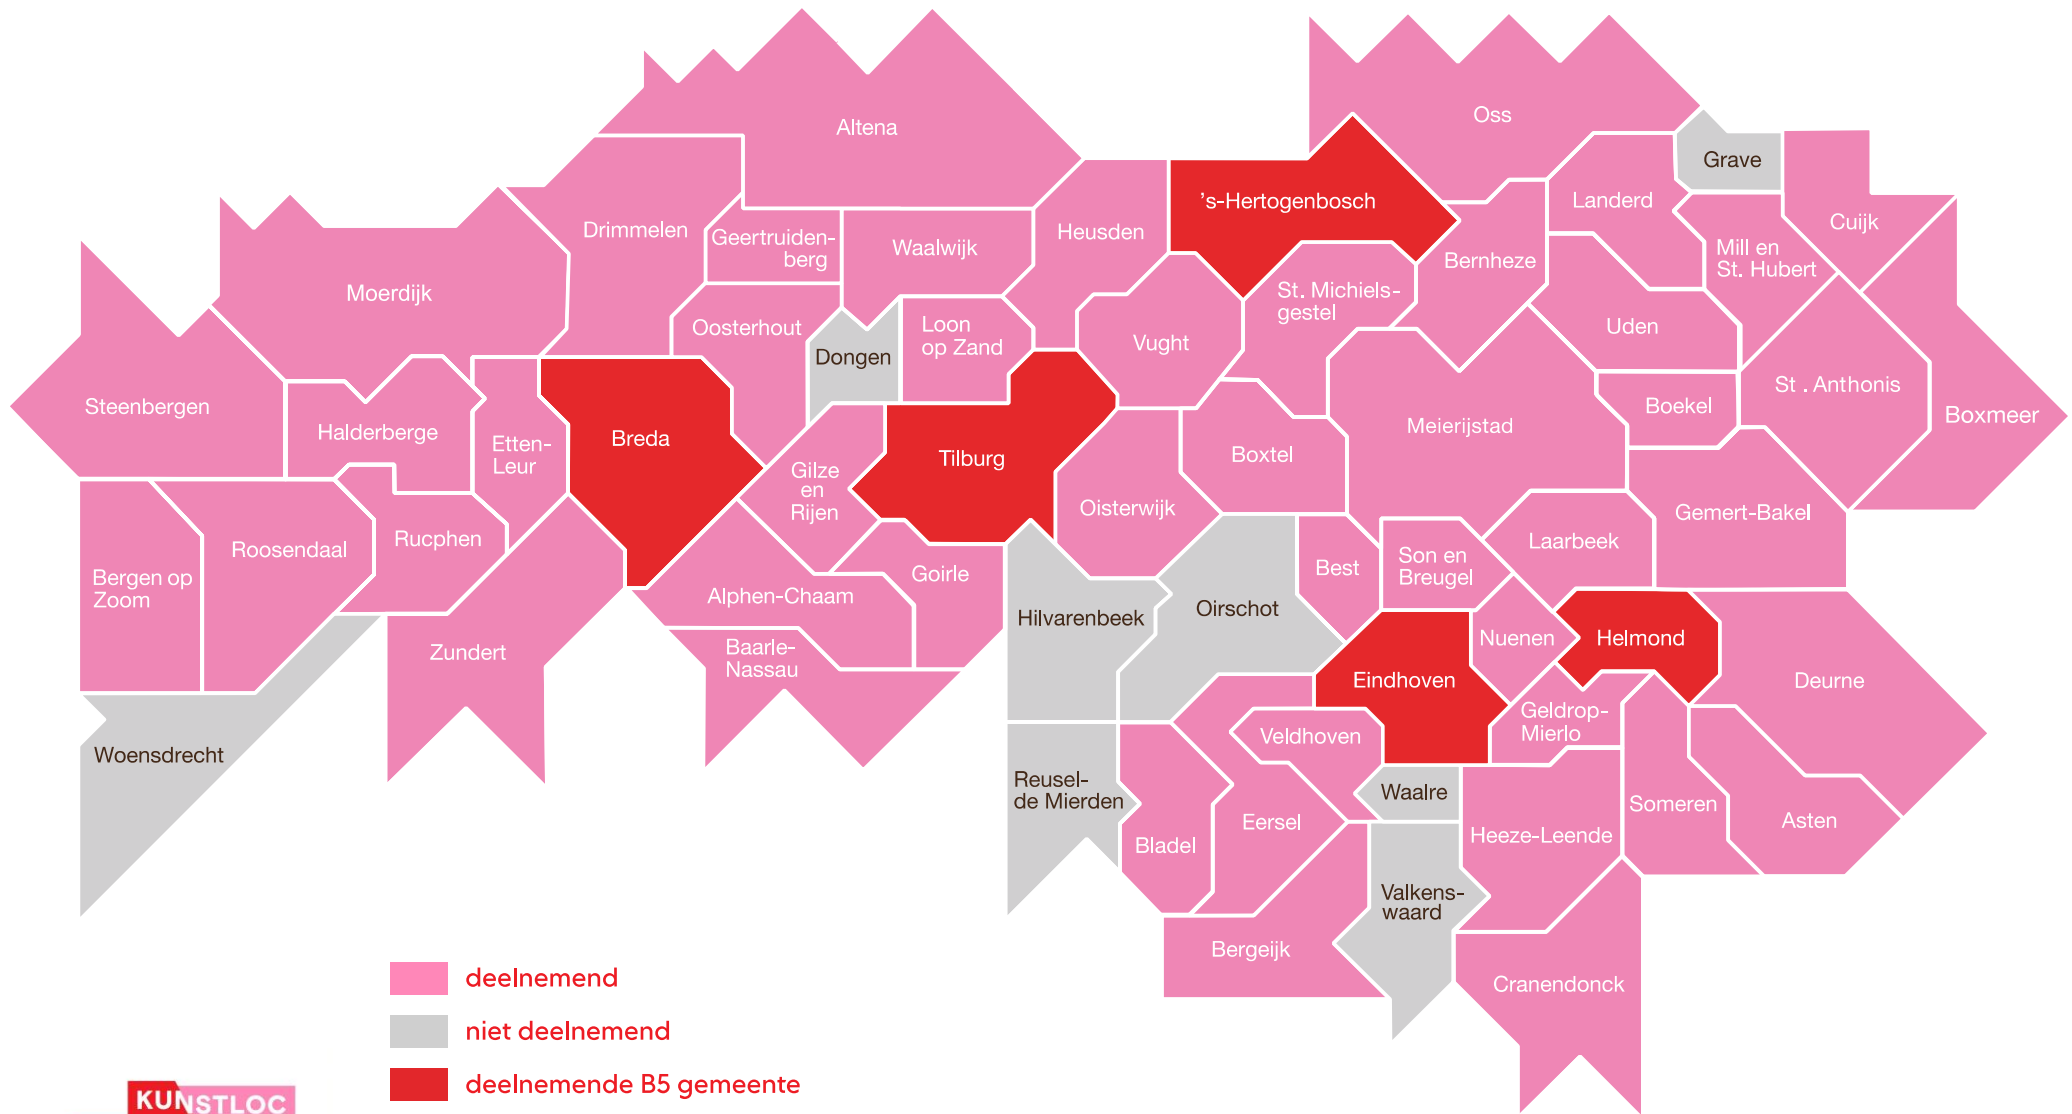 Altena
Oss
Grave
Landerd
's-Hertogenbosch
Cuijk
Drimmelen
Geertruiden-
berg
Waalwijk
Heusden
Mill en
St. Hubert
Bernheze
Moerdijk
St. Michiels-
gestel
Oosterhout
Loon
op Zand
Uden
Vught
Dongen
St . Anthonis
Steenbergen
Boekel
Boxmeer
Halderberge
Etten-
Leur
Breda
Meierijstad
Tilburg
Boxtel
Gilze
en
Rijen
Oisterwijk
Gemert-Bakel
Roosendaal
Rucphen
Laarbeek
Son en
Breugel
Best
Bergen op
Zoom
Goirle
Alphen-Chaam
Hilvarenbeek
Oirschot
Nuenen
Helmond
Zundert
Baarle-
Nassau
Eindhoven
Deurne
Geldrop-
Mierlo
Veldhoven
Woensdrecht
Reusel-
de Mierden
Waalre
Someren
Asten
Eersel
Bladel
Heeze-Leende
Valkens-
waard
Bergeijk
Cranendonck
deelnemend
niet deelnemend
deelnemende B5 gemeente
KUNSTLOC